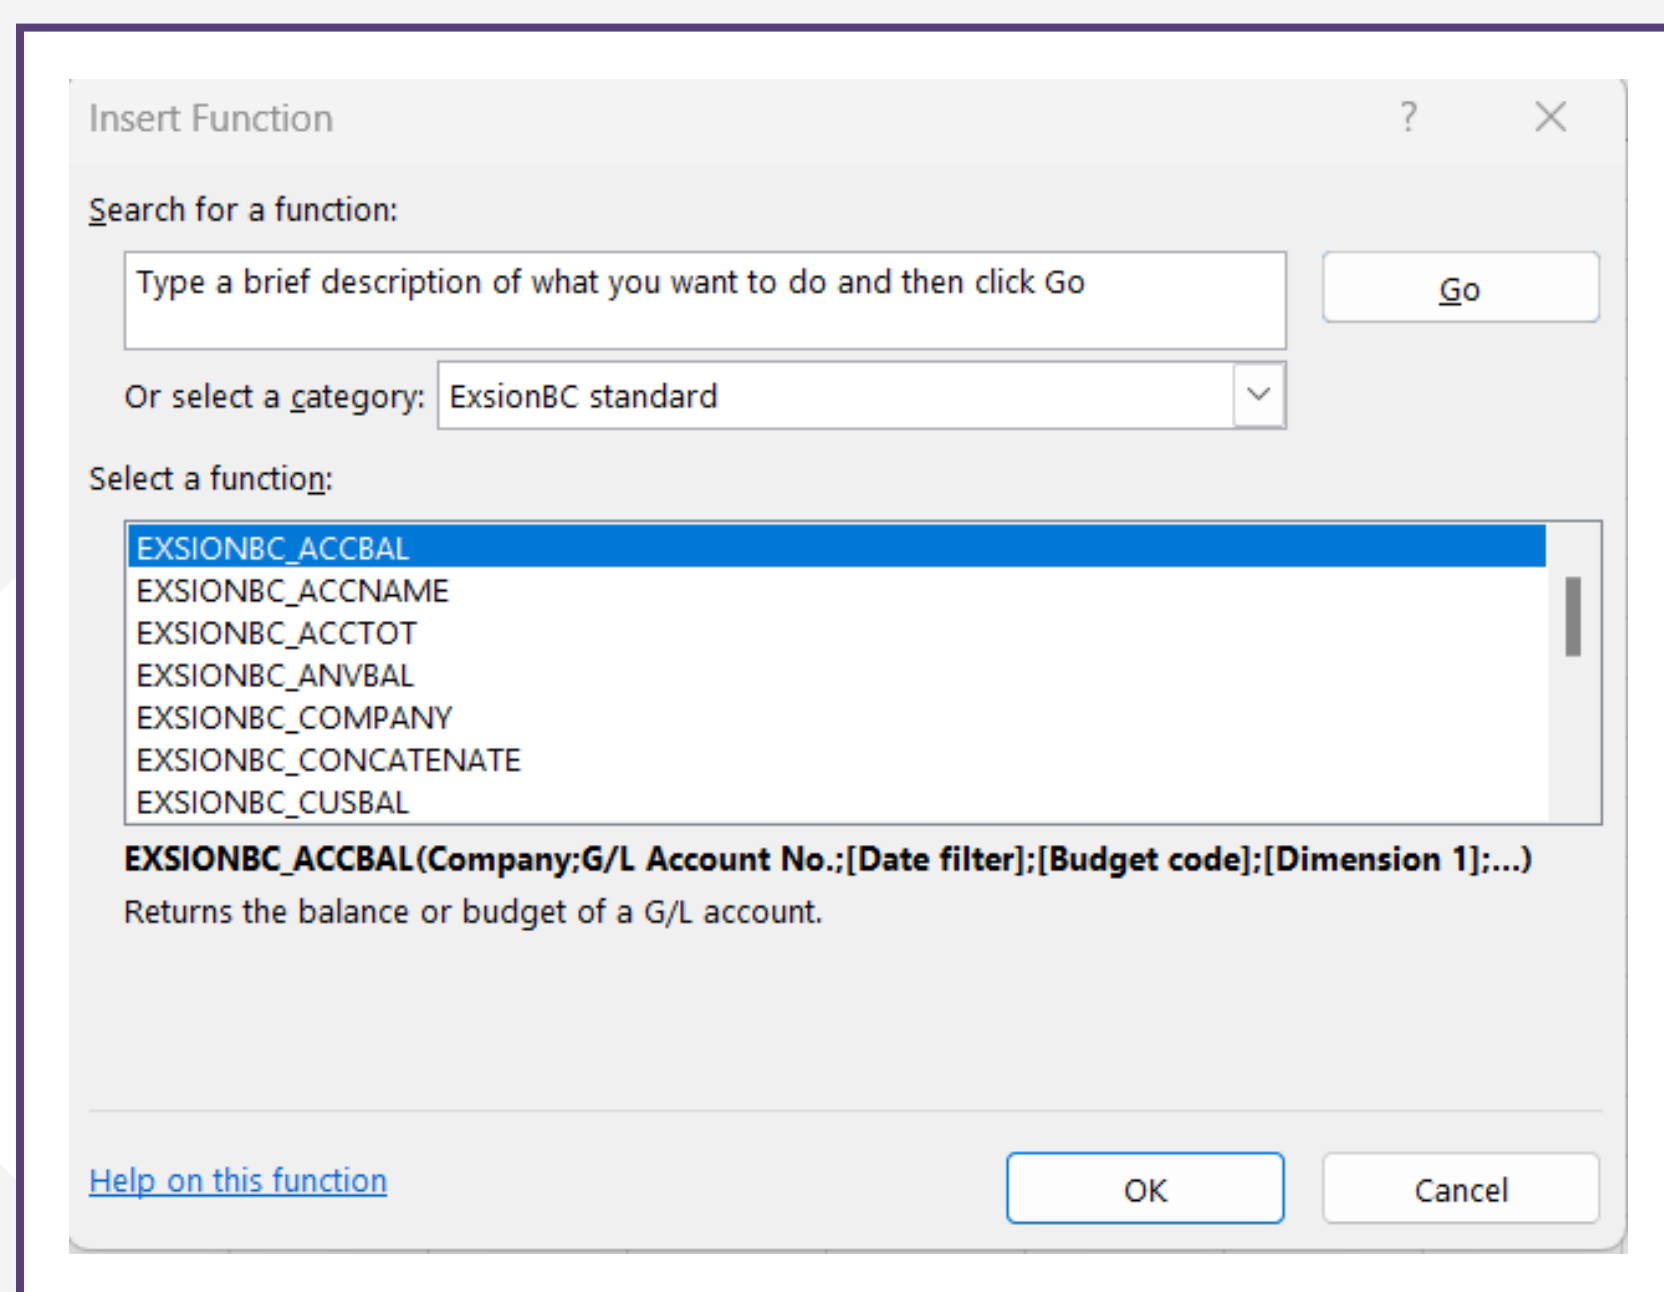 Insert Function ?
Search for a function:
Type a brief description of what you want to do and then click Go
Go
Or select a category: ExsionBC standard
Select a function:
EXSIONBC_ACCBAL
EXSIONBC_ACCNAME
EXSIONBC_ACCTOT
EXSIONBC_ANVBAL
EXSIONBC_COMPANY
EXSIONBC_CONCATENATE
EXSIONBC_CUSBAL
EXSIONBC_ACCBAL(Company;G/L Account No.;[Date filter];[Budget code];[Dimension 1];...)
Returns the balance or budget of a G/L account.
Help on this function
OK
Cancel